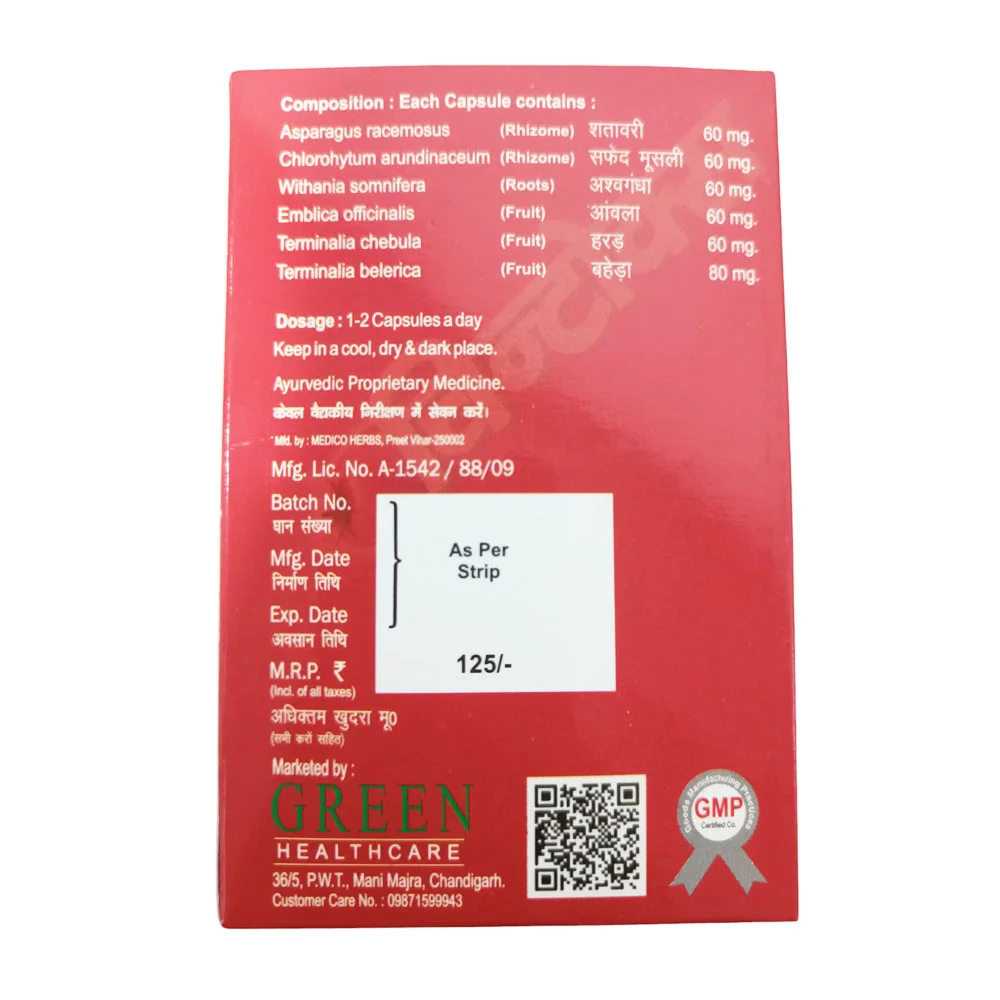 Composition : Each Capsule contains :
Asparagus racemosus (Rhizome) शतावरी 60 mg.
Chlorohytum arundinaceum (Rhizome) सफेद मूसली 60 mg.
Withania somnifera (Roots) अश्वगंधा 60 mg.
Emblica officinalis (Fruit) आंवला 60 mg.
Terminalia chebula (Fruit) हरड़ 60 mg.
Terminalia belerica (Fruit) बहेड़ा 80 mg.
Dosage : 1-2 Capsules a day
Keep in a cool, dry & dark place.
Ayurvedic Proprietary Medicine.
केवल वैद्यकीय निरीक्षण में सेवन करें।
Mfd. by : MEDICO HERBS, Preet Vihar-250002
Mfg. Lic. No. A-1542 / 88/09
Batch No.
घान संख्या
Mfg. Date
निर्माण तिथि
Exp. Date
अवसान तिथि
As Per
Strip
M.R.P. ₹
(Incl. of all taxes)
125/-
अधिक्तम खुदरा मू0
(सभी करों सहित)
Marketed by :
GREEN
HEALTHCARE
36/5, P.W.T., Mani Majra, Chandigarh.
Customer Care No. : 09871599943
Goods Manufacturing Practices
GMP
Certified Co.